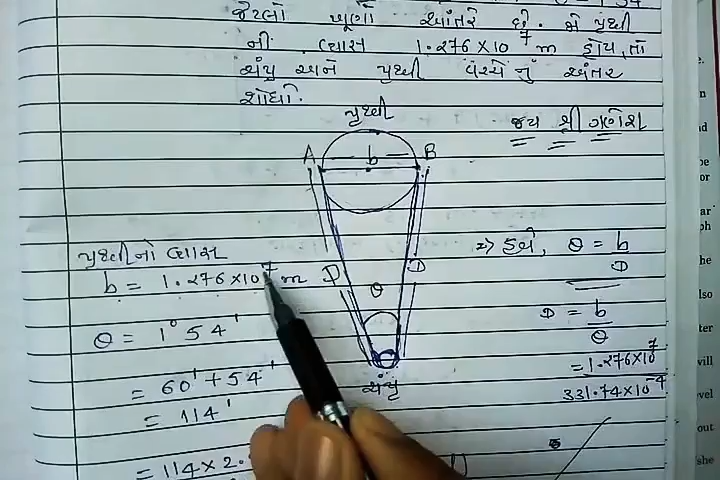 જેટલો ખૂણો આંતરે છે. જો પૃથ્વી
ની વ્યાસ 1.276 × 10⁷ m હોય, તો
ચંદ્ર અને પૃથ્વી વચ્ચે નું અંતર
શોધો.
જય શ્રી ગણેશ
પૃથ્વી
A b B
પૃથ્વીનો વ્યાસ
b = 1.276 × 10⁷ m
D θ D
θ = 1° 54'
= 60' + 54'
= 114'
= 114 × 2.
ચંદ્ર
=> હવે, θ = b / D
D = b / θ
= 1.276 × 10⁷ / 331.74 × 10⁻⁴